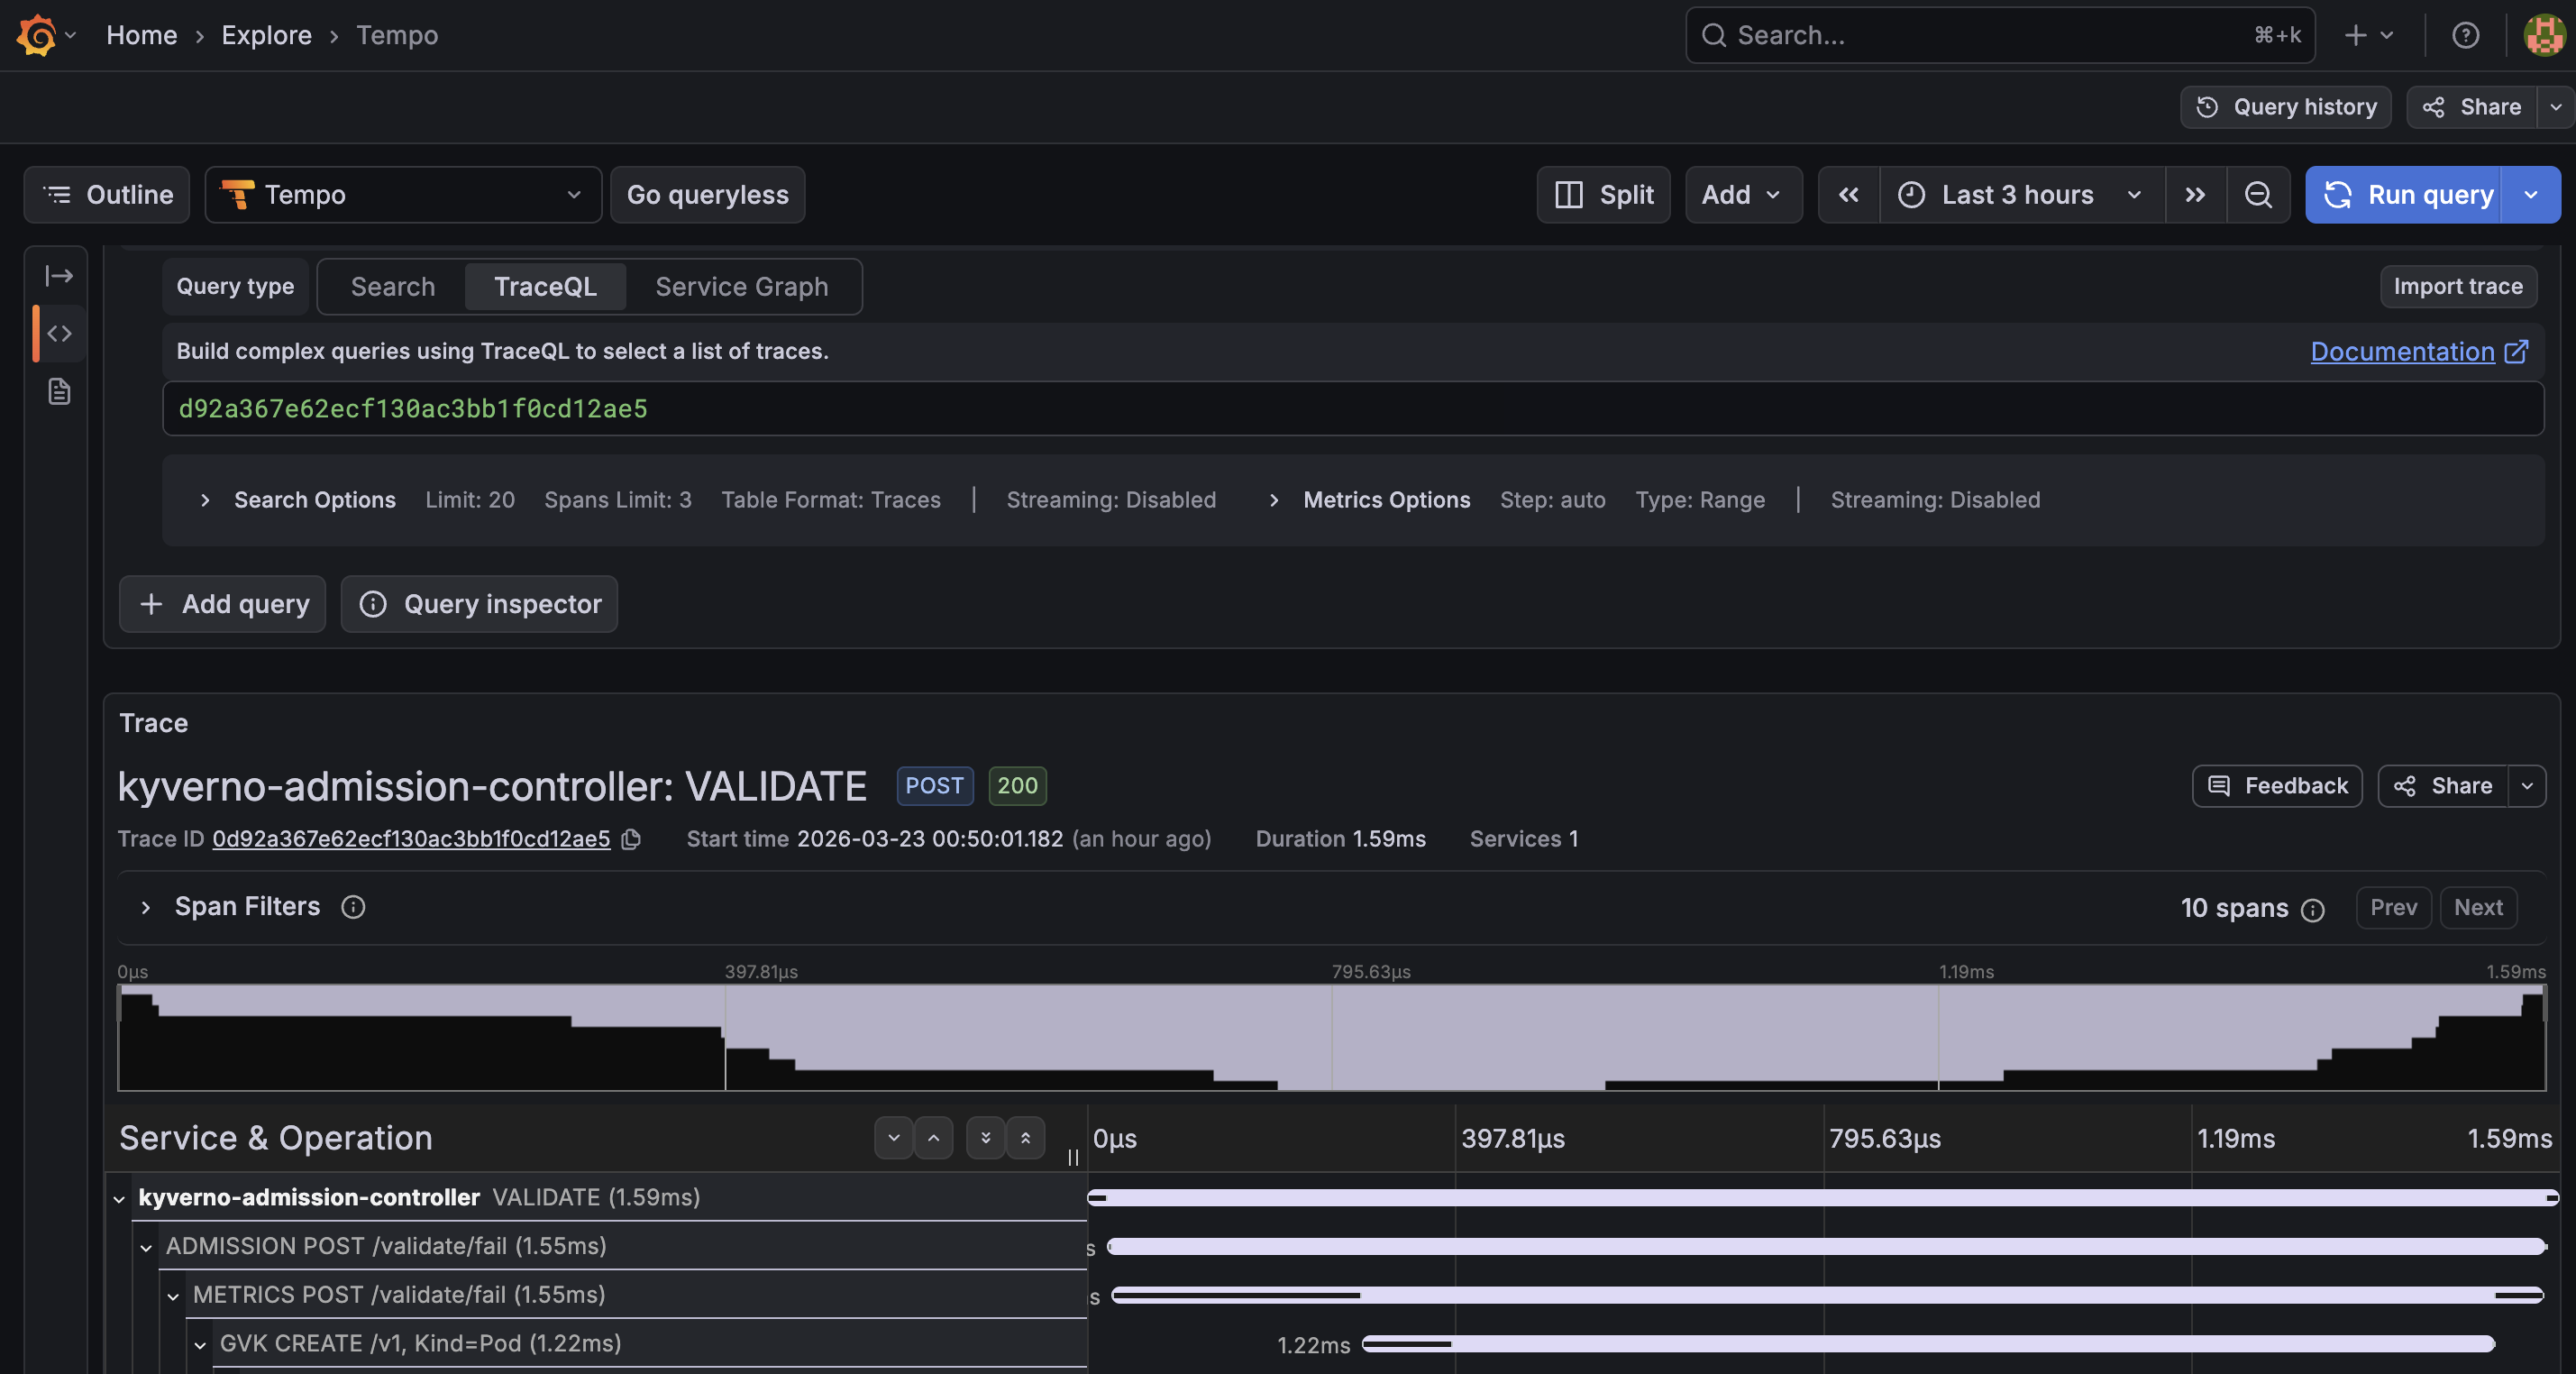 Home › Explore › Tempo
Search... ⌘+k
Query history Share
Outline Tempo Go queryless Split Add Last 3 hours Run query
Query type Search TraceQL Service Graph Import trace
Build complex queries using TraceQL to select a list of traces. Documentation
d92a367e62ecf130ac3bb1f0cd12ae5
Search Options Limit: 20 Spans Limit: 3 Table Format: Traces | Streaming: Disabled Metrics Options Step: auto Type: Range | Streaming: Disabled
+ Add query Query inspector
Trace
kyverno-admission-controller: VALIDATE POST 200 Feedback Share
Trace ID 0d92a367e62ecf130ac3bb1f0cd12ae5 Start time 2026-03-23 00:50:01.182 (an hour ago) Duration 1.59ms Services 1
Span Filters 10 spans Prev Next
0μs 397.81μs 795.63μs 1.19ms 1.59ms
Service & Operation 0μs 397.81μs 795.63μs 1.19ms 1.59ms
kyverno-admission-controller VALIDATE (1.59ms)
ADMISSION POST /validate/fail (1.55ms) s
METRICS POST /validate/fail (1.55ms) s
GVK CREATE /v1, Kind=Pod (1.22ms) 1.22ms